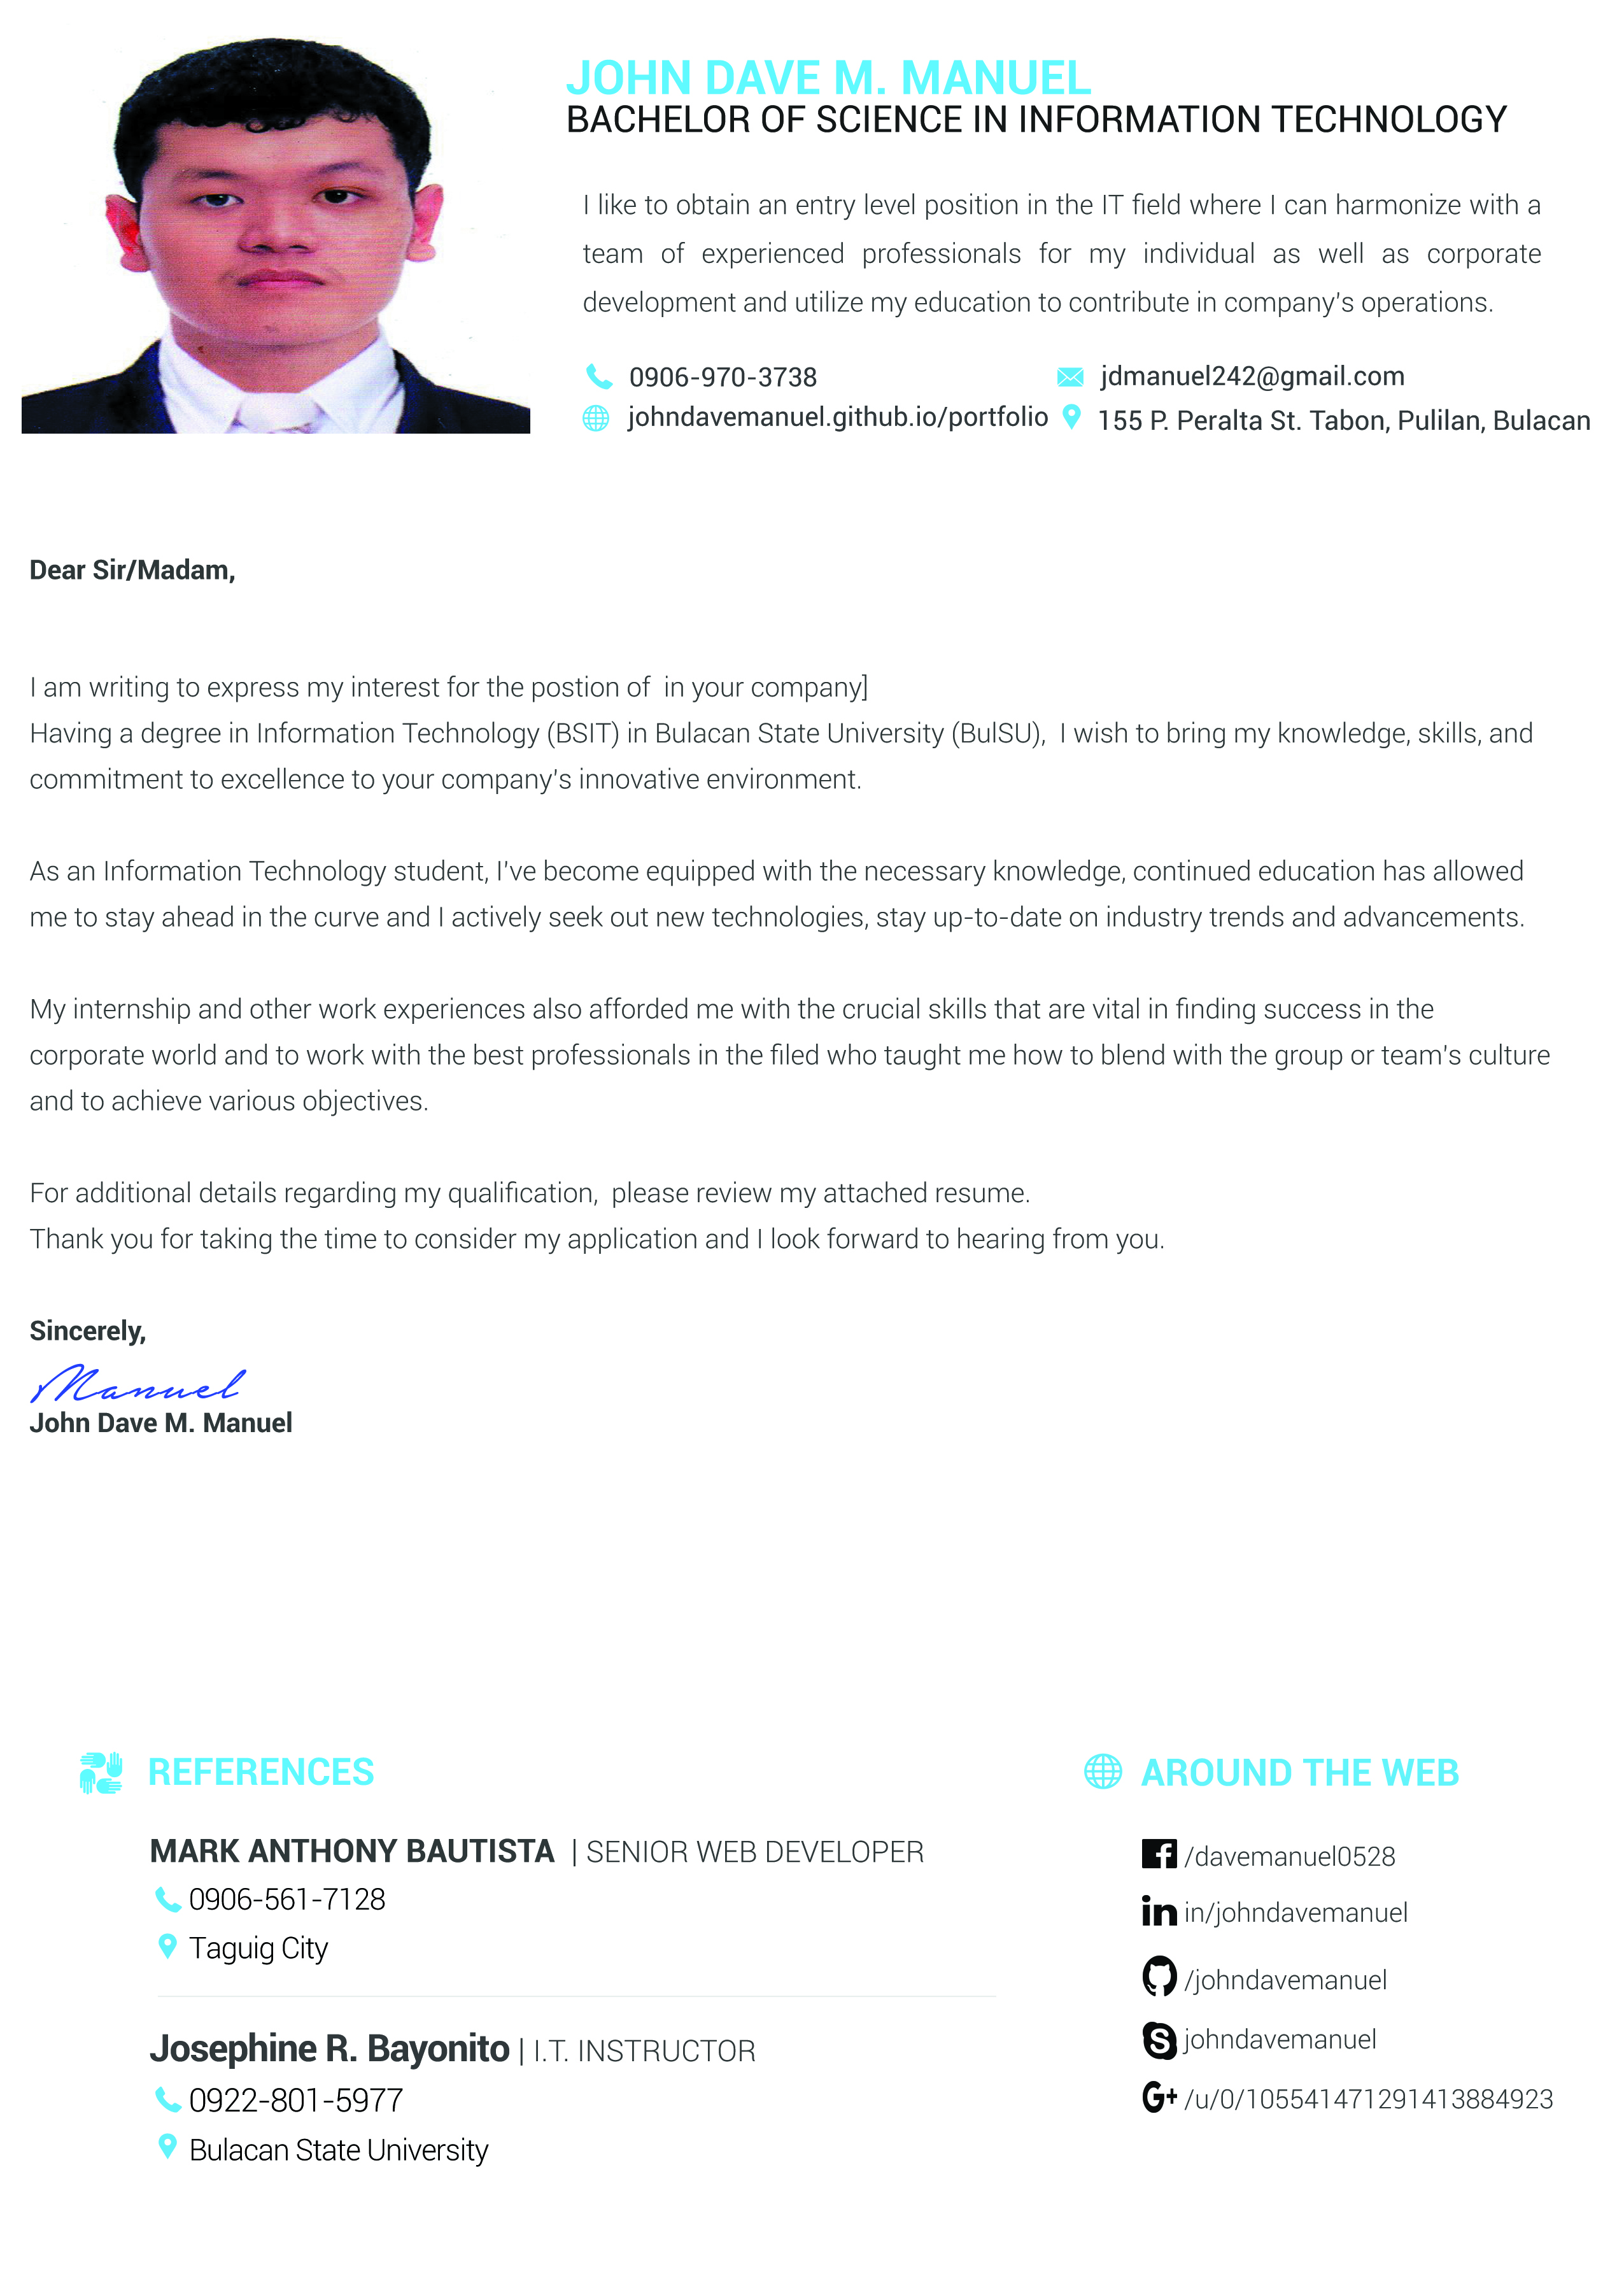 JOHN DAVE M. MANUEL
BACHELOR OF SCIENCE IN INFORMATION TECHNOLOGY
I like to obtain an entry level position in the IT field where I can harmonize with a
team of experienced professionals for my individual as well as corporate
development and utilize my education to contribute in company's operations.
0906-970-3738
jdmanuel242@gmail.com
johndavemanuel.github.io/portfolio
155 P. Peralta St. Tabon, Pulilan, Bulacan
Dear Sir/Madam,
I am writing to express my interest for the postion of  in your company]
Having a degree in Information Technology (BSIT) in Bulacan State University (BulSU),  I wish to bring my knowledge, skills, and
commitment to excellence to your company's innovative environment.
As an Information Technology student, I've become equipped with the necessary knowledge, continued education has allowed
me to stay ahead in the curve and I actively seek out new technologies, stay up-to-date on industry trends and advancements.
My internship and other work experiences also afforded me with the crucial skills that are vital in finding success in the
corporate world and to work with the best professionals in the filed who taught me how to blend with the group or team's culture
and to achieve various objectives.
For additional details regarding my qualification,  please review my attached resume.
Thank you for taking the time to consider my application and I look forward to hearing from you.
Sincerely,
Manuel
John Dave M. Manuel
REFERENCES
MARK ANTHONY BAUTISTA | SENIOR WEB DEVELOPER
0906-561-7128
Taguig City
Josephine R. Bayonito | I.T. INSTRUCTOR
0922-801-5977
Bulacan State University
AROUND THE WEB
/davemanuel0528
in in/johndavemanuel
/johndavemanuel
johndavemanuel
G+ /u/0/105541471291413884923